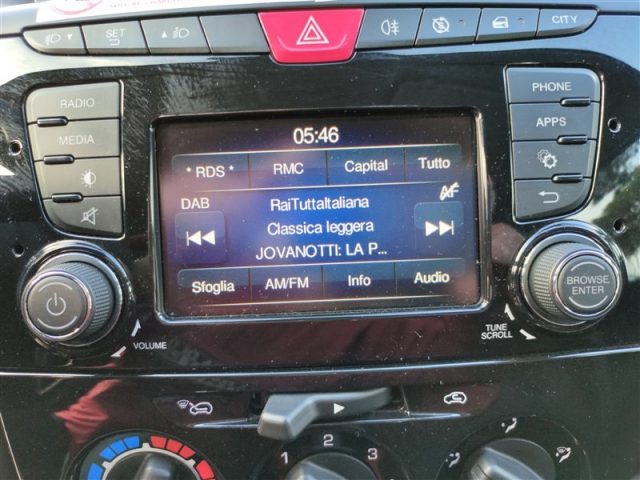 SET
CITY
RADIO
MEDIA
PHONE
APPS
05:46
* RDS * RMC Capital Tutto
DAB
RaiTuttaItaliana
Classica leggera
JOVANOTTI: LA P...
Sfoglia AM/FM Info Audio
BROWSE
ENTER
VOLUME
TUNE
SCROLL
1 2 3